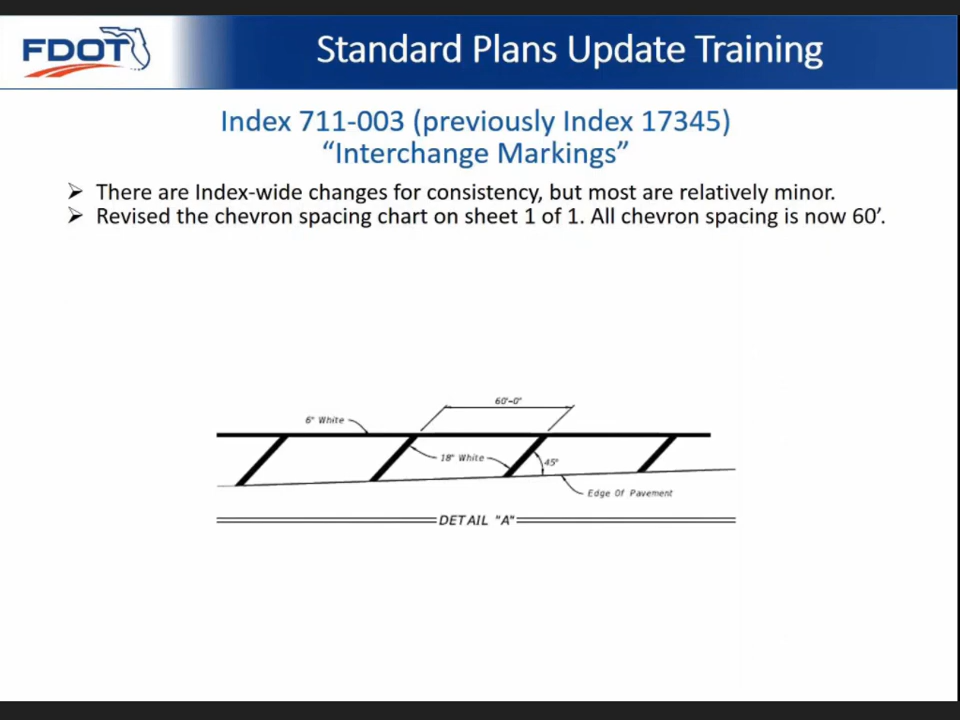 FDOT
Standard Plans Update Training
Index 711-003 (previously Index 17345)
“Interchange Markings”
➢ There are Index-wide changes for consistency, but most are relatively minor.
➢ Revised the chevron spacing chart on sheet 1 of 1. All chevron spacing is now 60’.
60'-0"
6" White
18" White
45°
Edge Of Pavement
DETAIL "A"